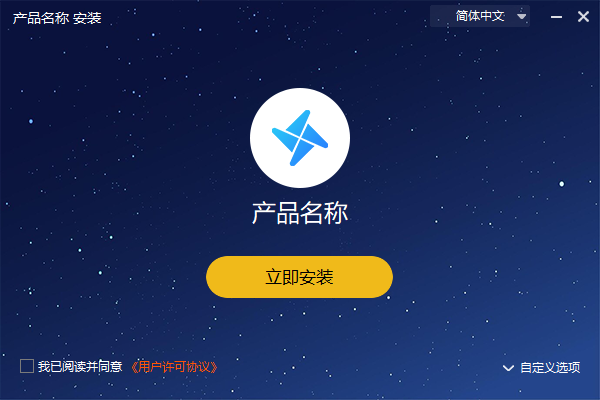 产品名称 安装
简体中文
产品名称
立即安装
我已阅读并同意 《用户许可协议》
自定义选项